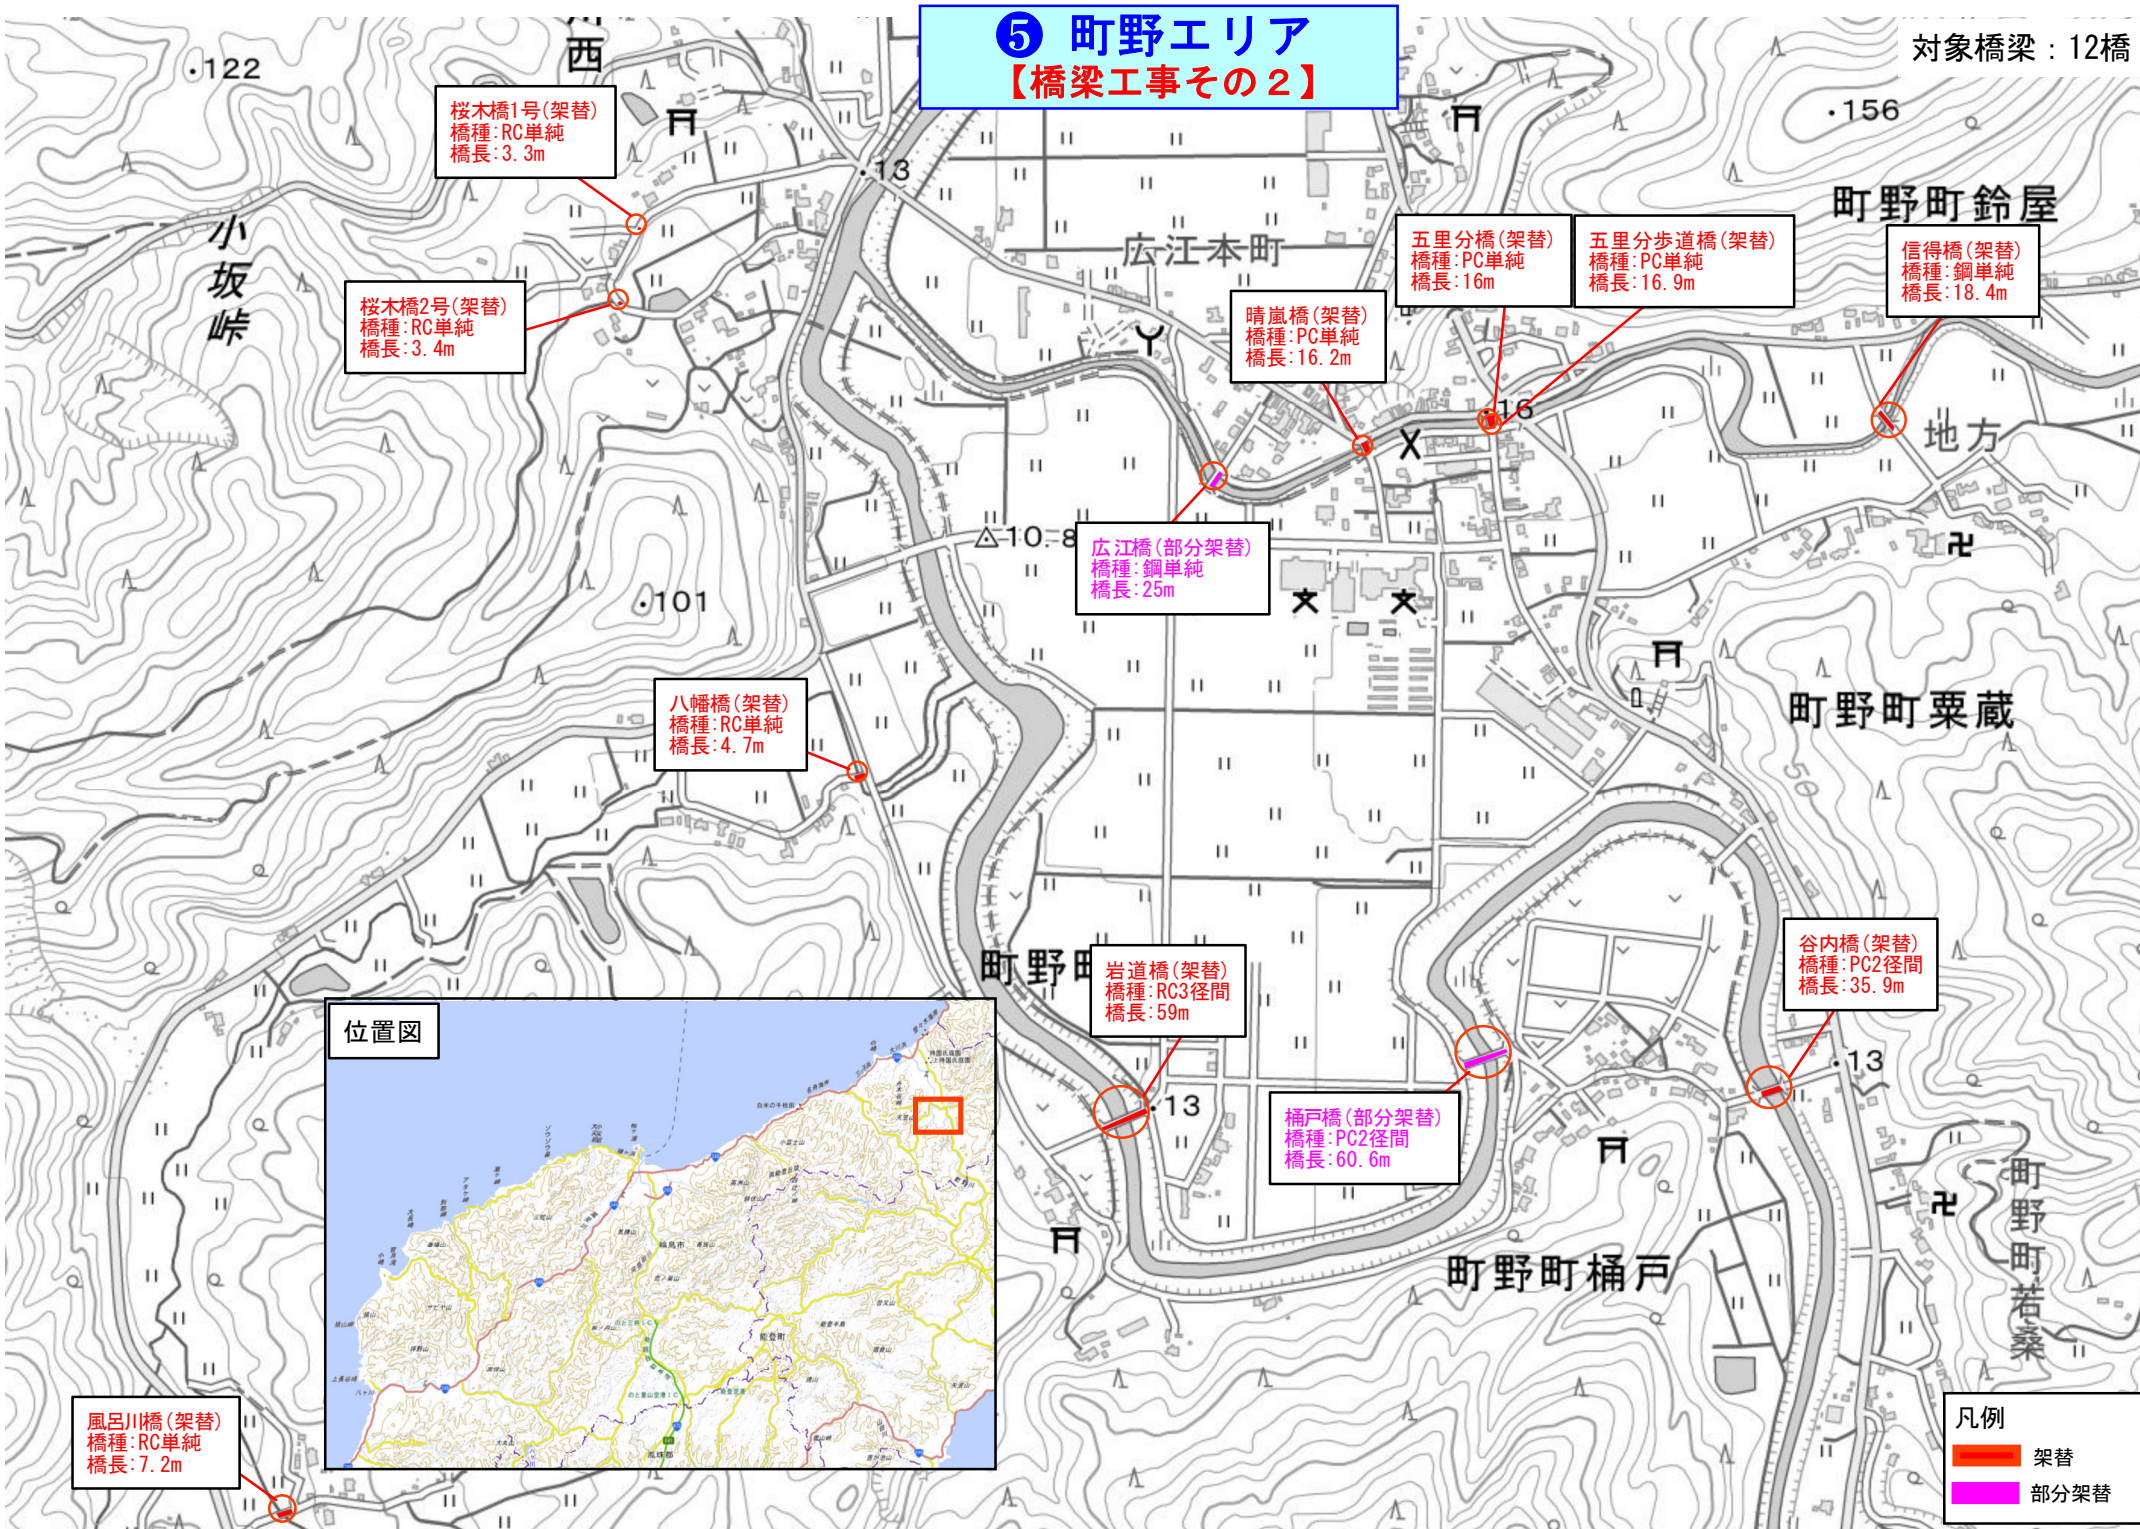 ❺ 町野エリア
【橋梁工事その２】
対象橋梁：12橋
西
122
桜木橋1号(架替)
橋種:RC単純
橋長:3.3m
13
156
町野町鈴屋
小坂峠
広江本町
五里分橋(架替)
橋種:PC単純
橋長:16m
五里分歩道橋(架替)
橋種:PC単純
橋長:16.9m
信得橋(架替)
橋種:鋼単純
橋長:18.4m
桜木橋2号(架替)
橋種:RC単純
橋長:3.4m
晴嵐橋(架替)
橋種:PC単純
橋長:16.2m
16
地方
10.8
広江橋(部分架替)
橋種:鋼単純
橋長:25m
101
八幡橋(架替)
橋種:RC単純
橋長:4.7m
町野町粟蔵
50
町野町
岩道橋(架替)
橋種:RC3径間
橋長:59m
谷内橋(架替)
橋種:PC2径間
橋長:35.9m
13
13
桶戸橋(部分架替)
橋種:PC2径間
橋長:60.6m
町野町桶戸
町野町若桑
位置図
輪島市
能登町
鳳珠郡
風呂川橋(架替)
橋種:RC単純
橋長:7.2m
凡例
架替
部分架替